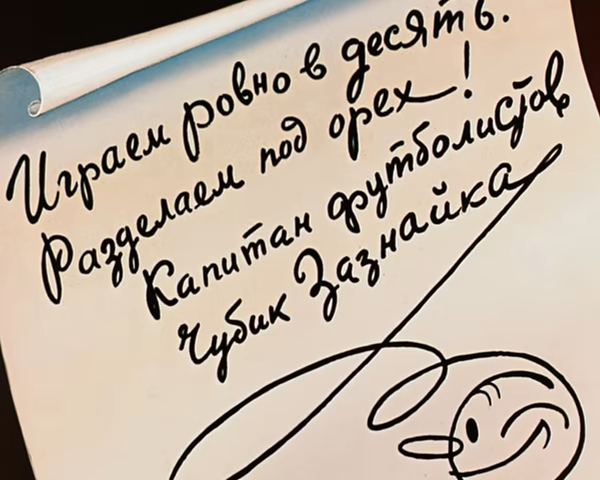 Играем ровно в десять.
Разделаем под орех!
Капитан футболистов
Чубик Зазнайка